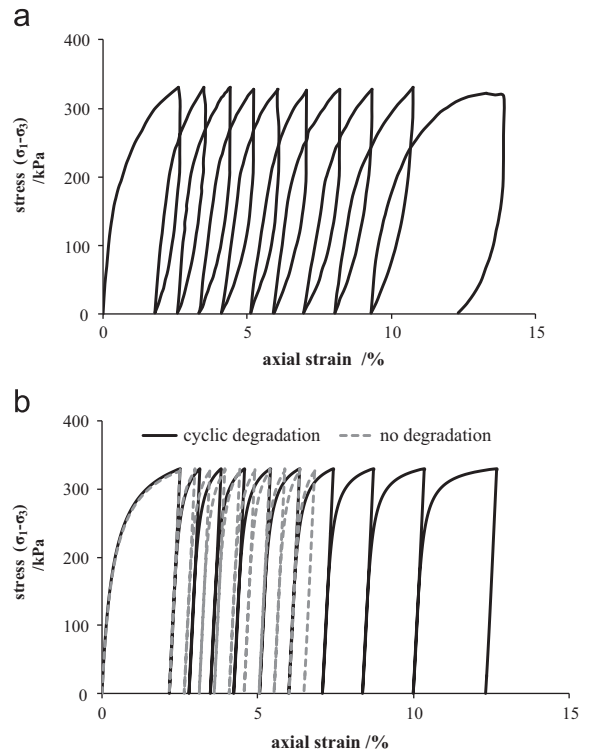 a
400
300
200
100
0
stress (σ₁-σ₃)
/kPa
0 5 10 15
axial strain /%
b
cyclic degradation no degradation
400
300
200
100
0
stress (σ₁-σ₃)
/kPa
0 5 10 15
axial strain /%